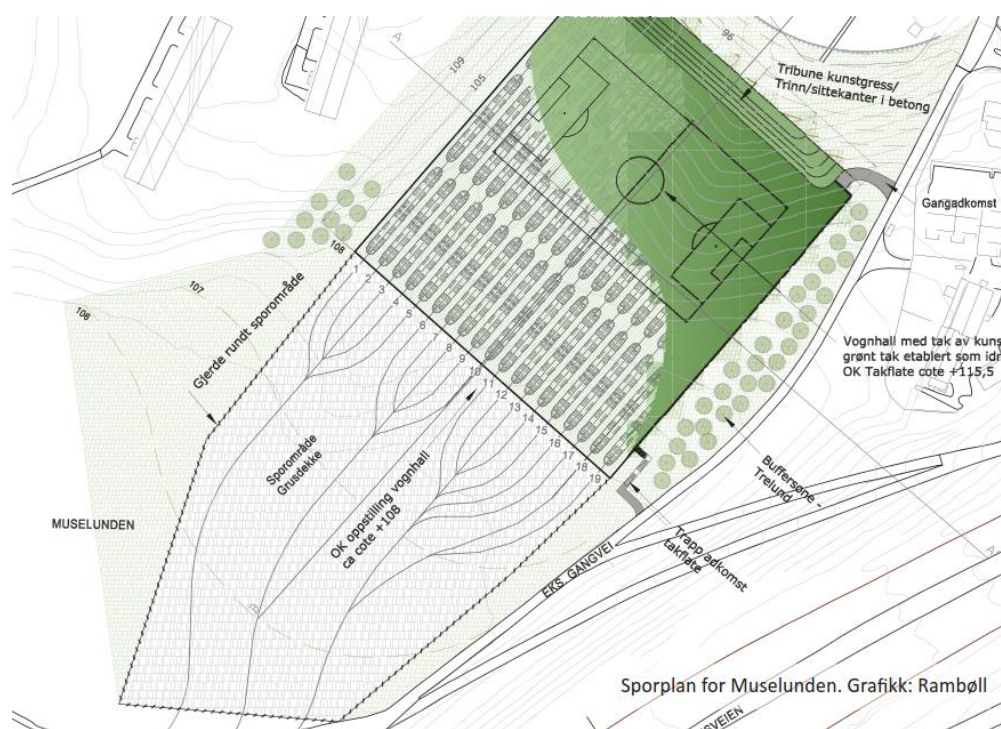 96
A
109
105
Tribune kunstgress/
Trinn/sittekanter i betong
Gangadkomst
108
107
108
Gjerde rundt sporområde
1
2
3
4
5
6
7
8
9
10
11
12
13
14
15
16
17
18
19
Vognhall med tak av kuns
grønt tak etablert som idr
OK Takflate cote +115,5
Sporområde
Grusdekke
OK oppstilling vognhall
ca cote +108
MUSELUNDEN
Buffersone -
Trelund
Trapp/adkomst
takflate
EKS. GANGVEI
A
B
Sporplan for Muselunden. Grafikk: Rambøll
SVEIEN